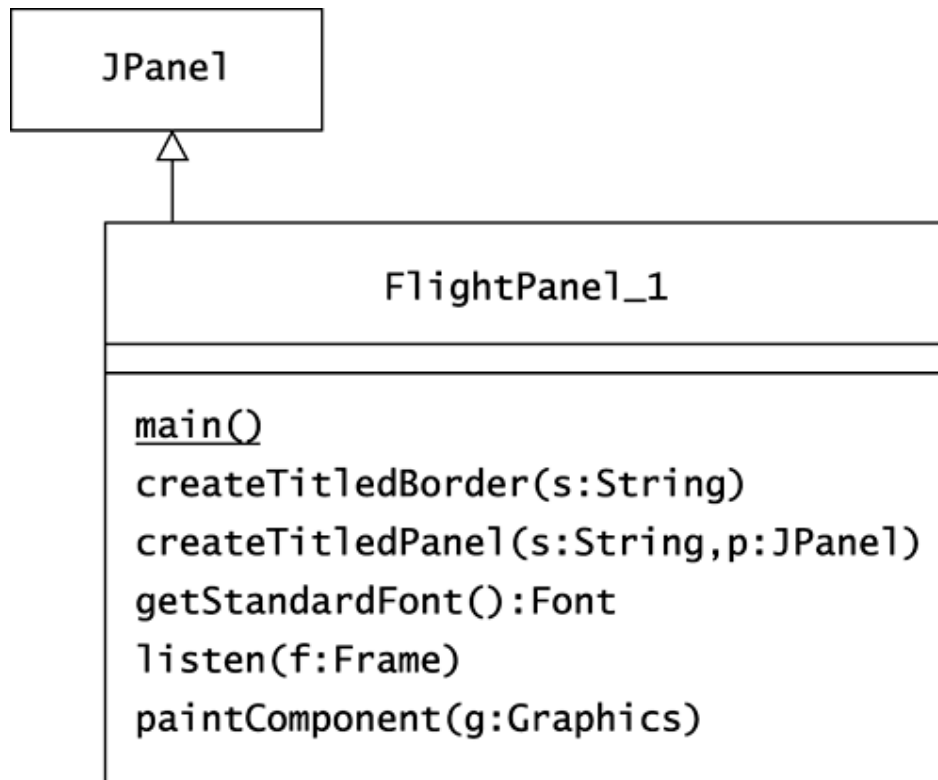 JPanel
FlightPanel_1
main()
createTitledBorder(s:String)
createTitledPanel(s:String,p:JPanel)
getStandardFont():Font
listen(f:Frame)
paintComponent(g:Graphics)